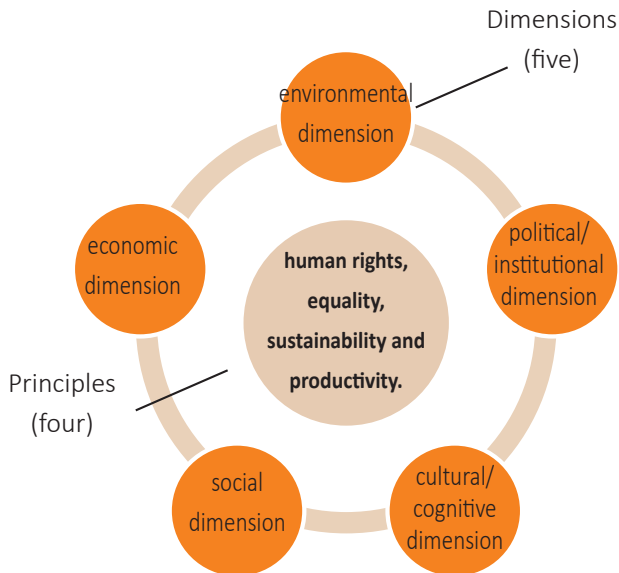 Dimensions
(five)
environmental
dimension
political/
institutional
dimension
economic
dimension
human rights,
equality,
sustainability and
productivity.
Principles
(four)
social
dimension
cultural/
cognitive
dimension